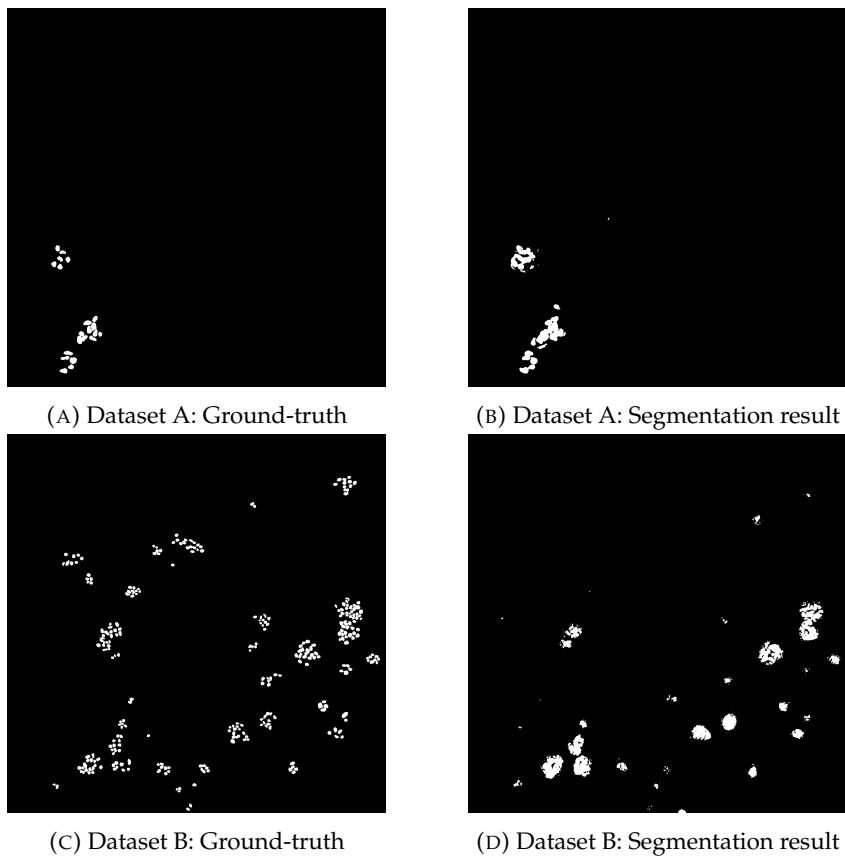 (A) Dataset A: Ground-truth
(B) Dataset A: Segmentation result
(C) Dataset B: Ground-truth
(D) Dataset B: Segmentation result